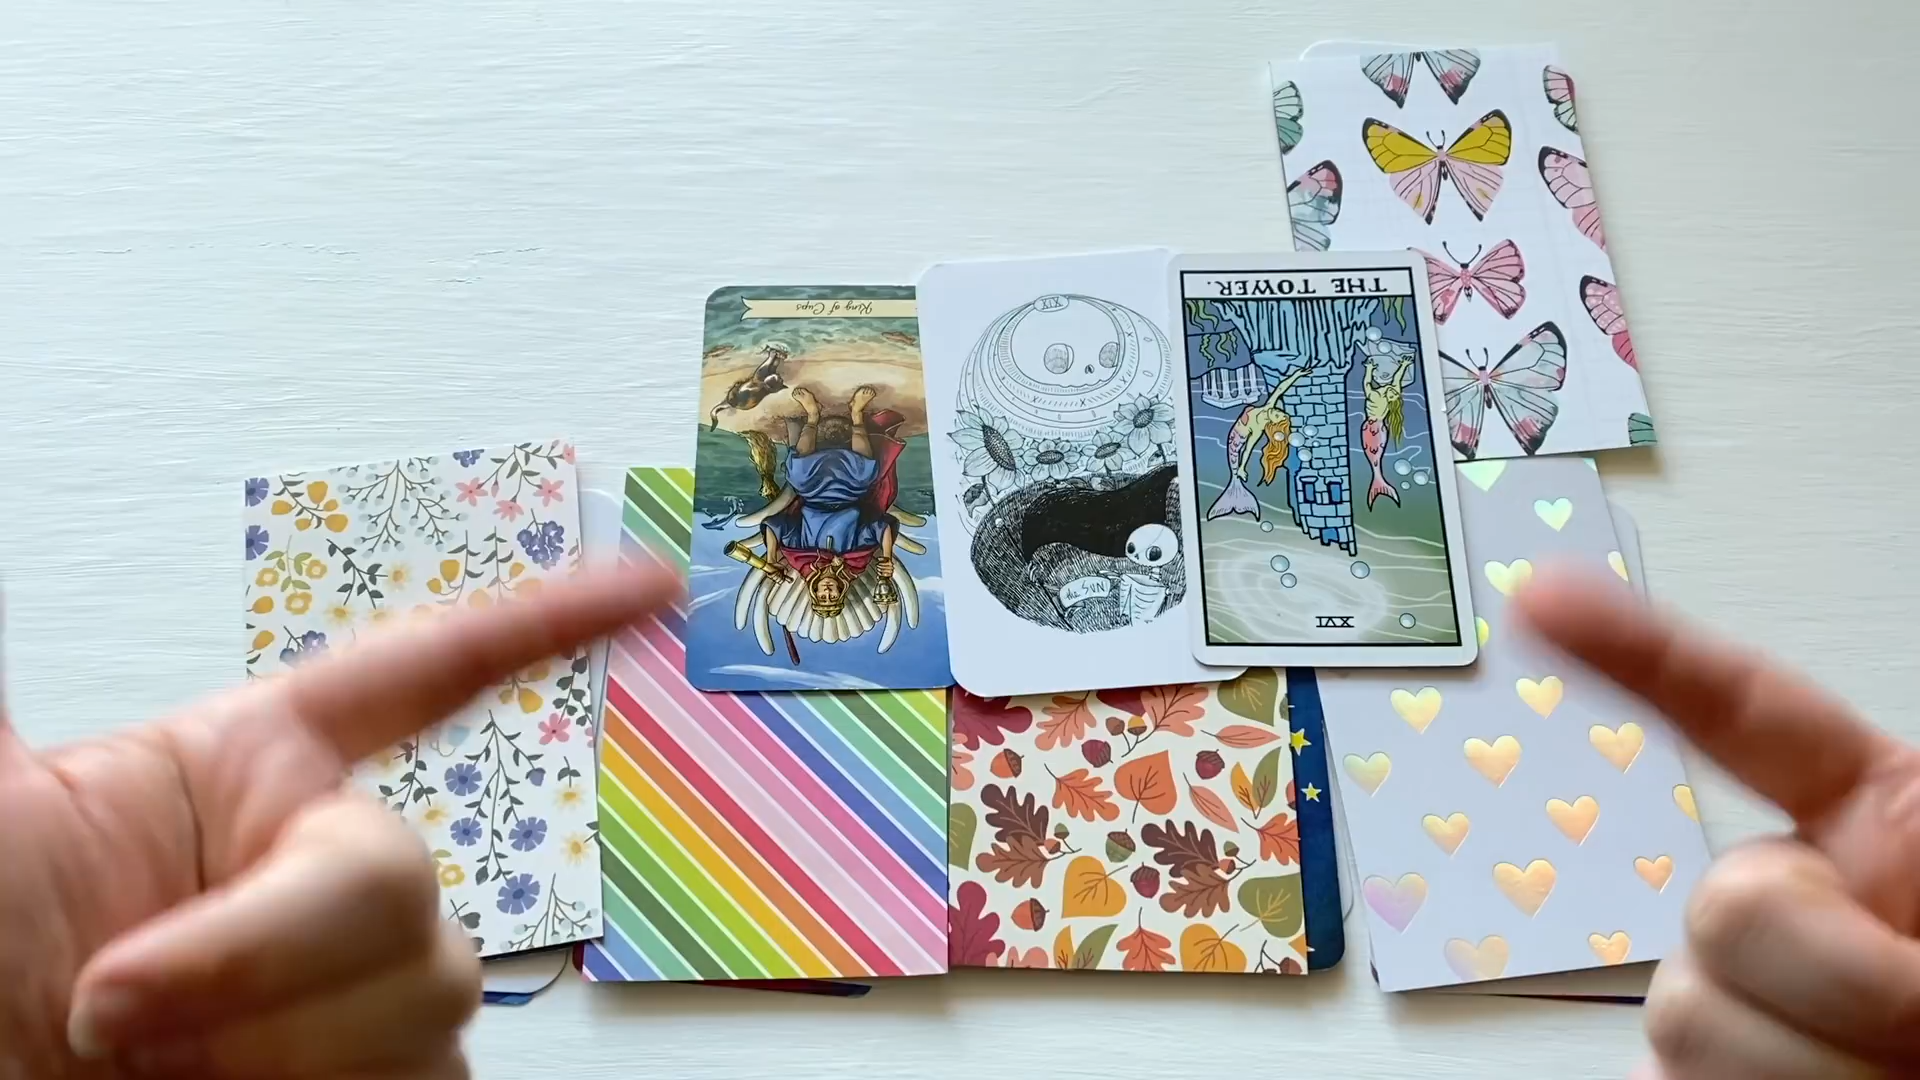 King of Cups
XIX
the SUN
THE TOWER.
XVI